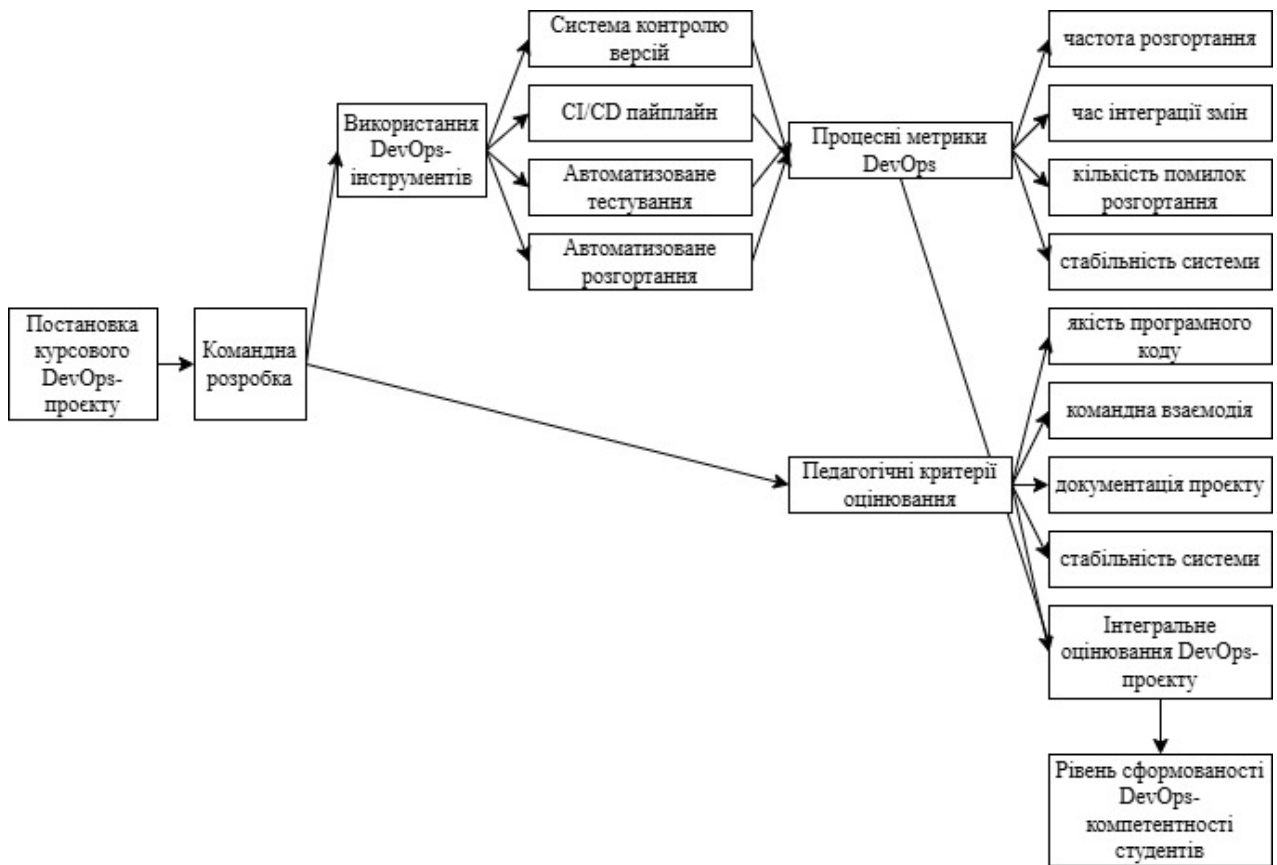 Постановка
курсового
DevOps-
проєкту
Командна
розробка
Використання
DevOps-
інструментів
Система контролю
версій
CI/CD пайплайн
Автоматизоване
тестування
Автоматизоване
розгортання
Процесні метрики
DevOps
частота розгортання
час інтеграції змін
кількість помилок
розгортання
стабільність системи
Педагогічні критерії
оцінювання
якість програмного
коду
командна взаємодія
документація проєкту
стабільність системи
Інтегральне
оцінювання DevOps-
проєкту
Рівень сформованості
DevOps-
компетентності
студентів